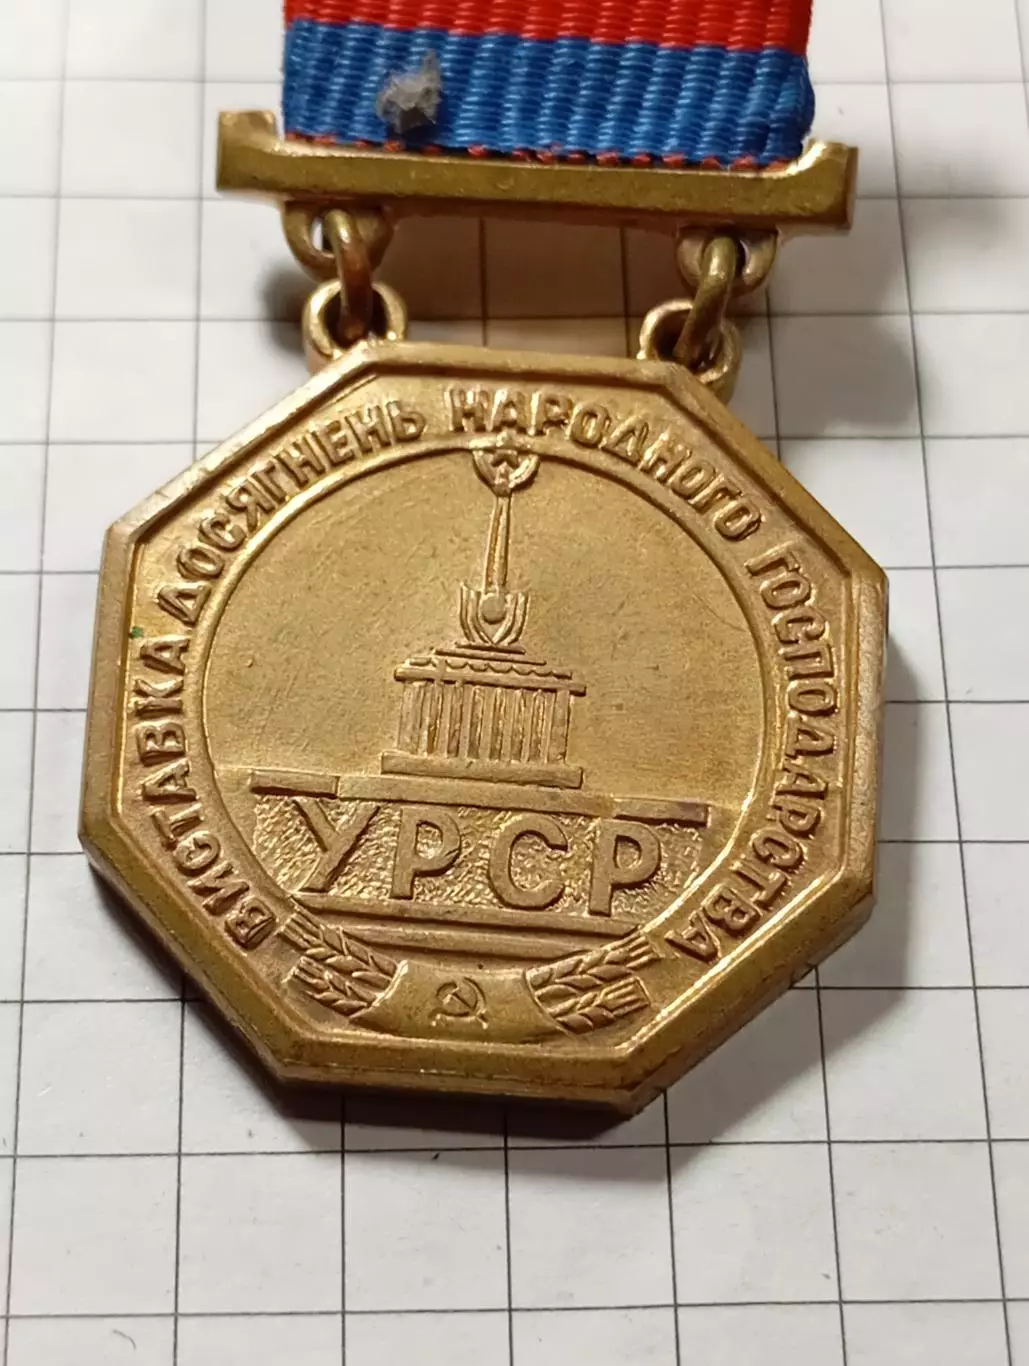 ВИСТАВКА ДОСЯГНЕНЬ НАРОДНОГО ГОСПОДАРСТВА
УРСР